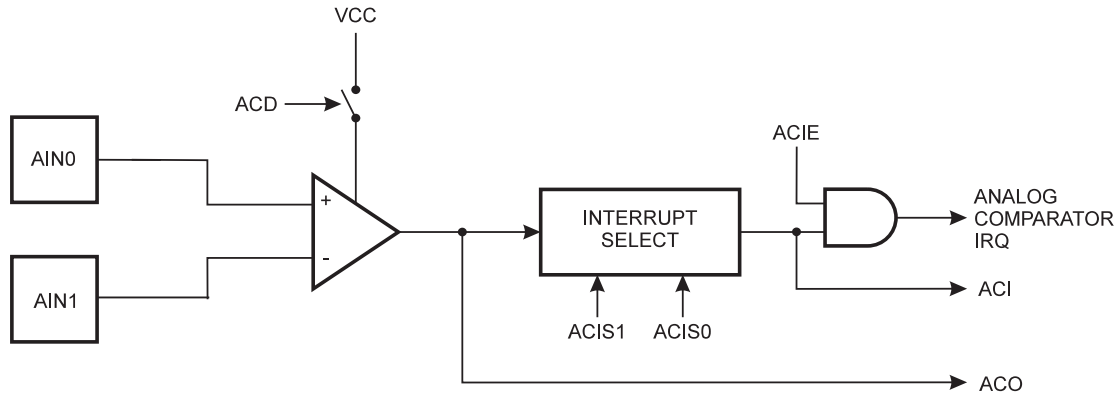 VCC
ACD
AIN0
ACIE
+
INTERRUPT
SELECT
ANALOG
COMPARATOR
IRQ
-
AIN1
ACI
ACIS1
ACIS0
ACO